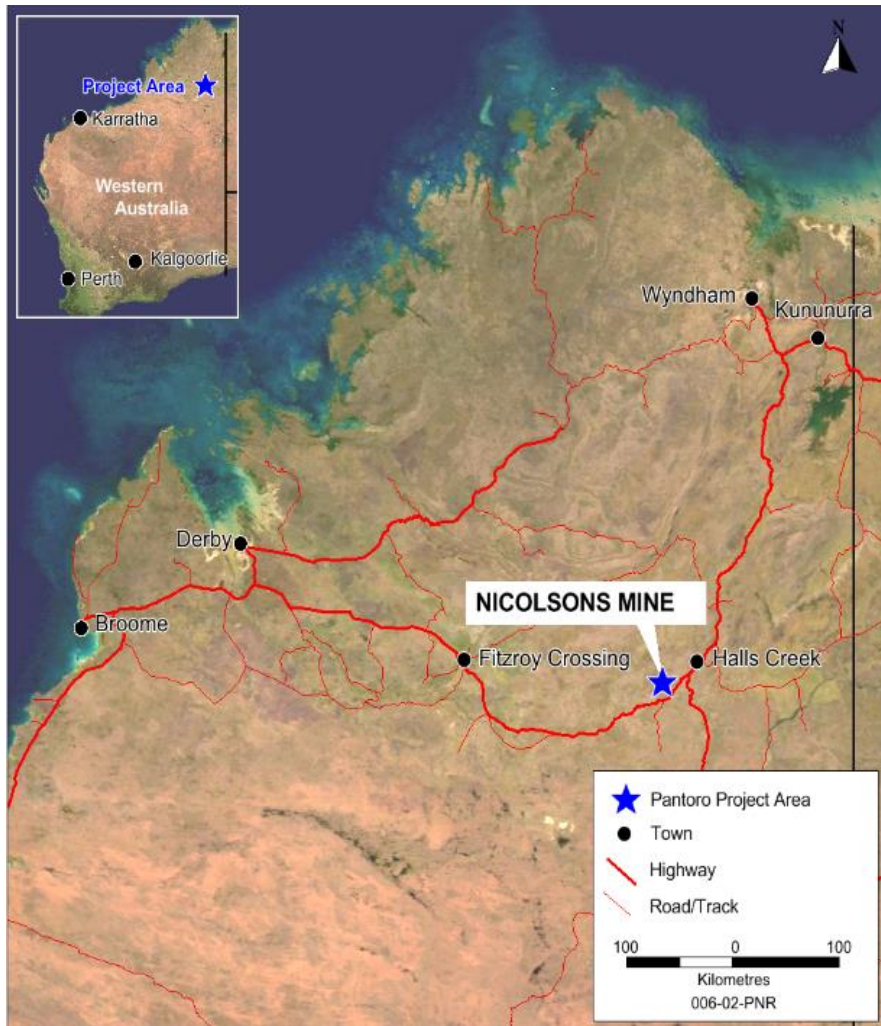 Project Area
Karratha
Western
Australia
Kalgoorlie
Perth
N
Wyndham
Kununurra
Derby
NICOLSONS MINE
Broome
Fitzroy Crossing
Halls Creek
Pantoro Project Area
Town
Highway
Road/Track
100 0 100
Kilometres
006-02-PNR